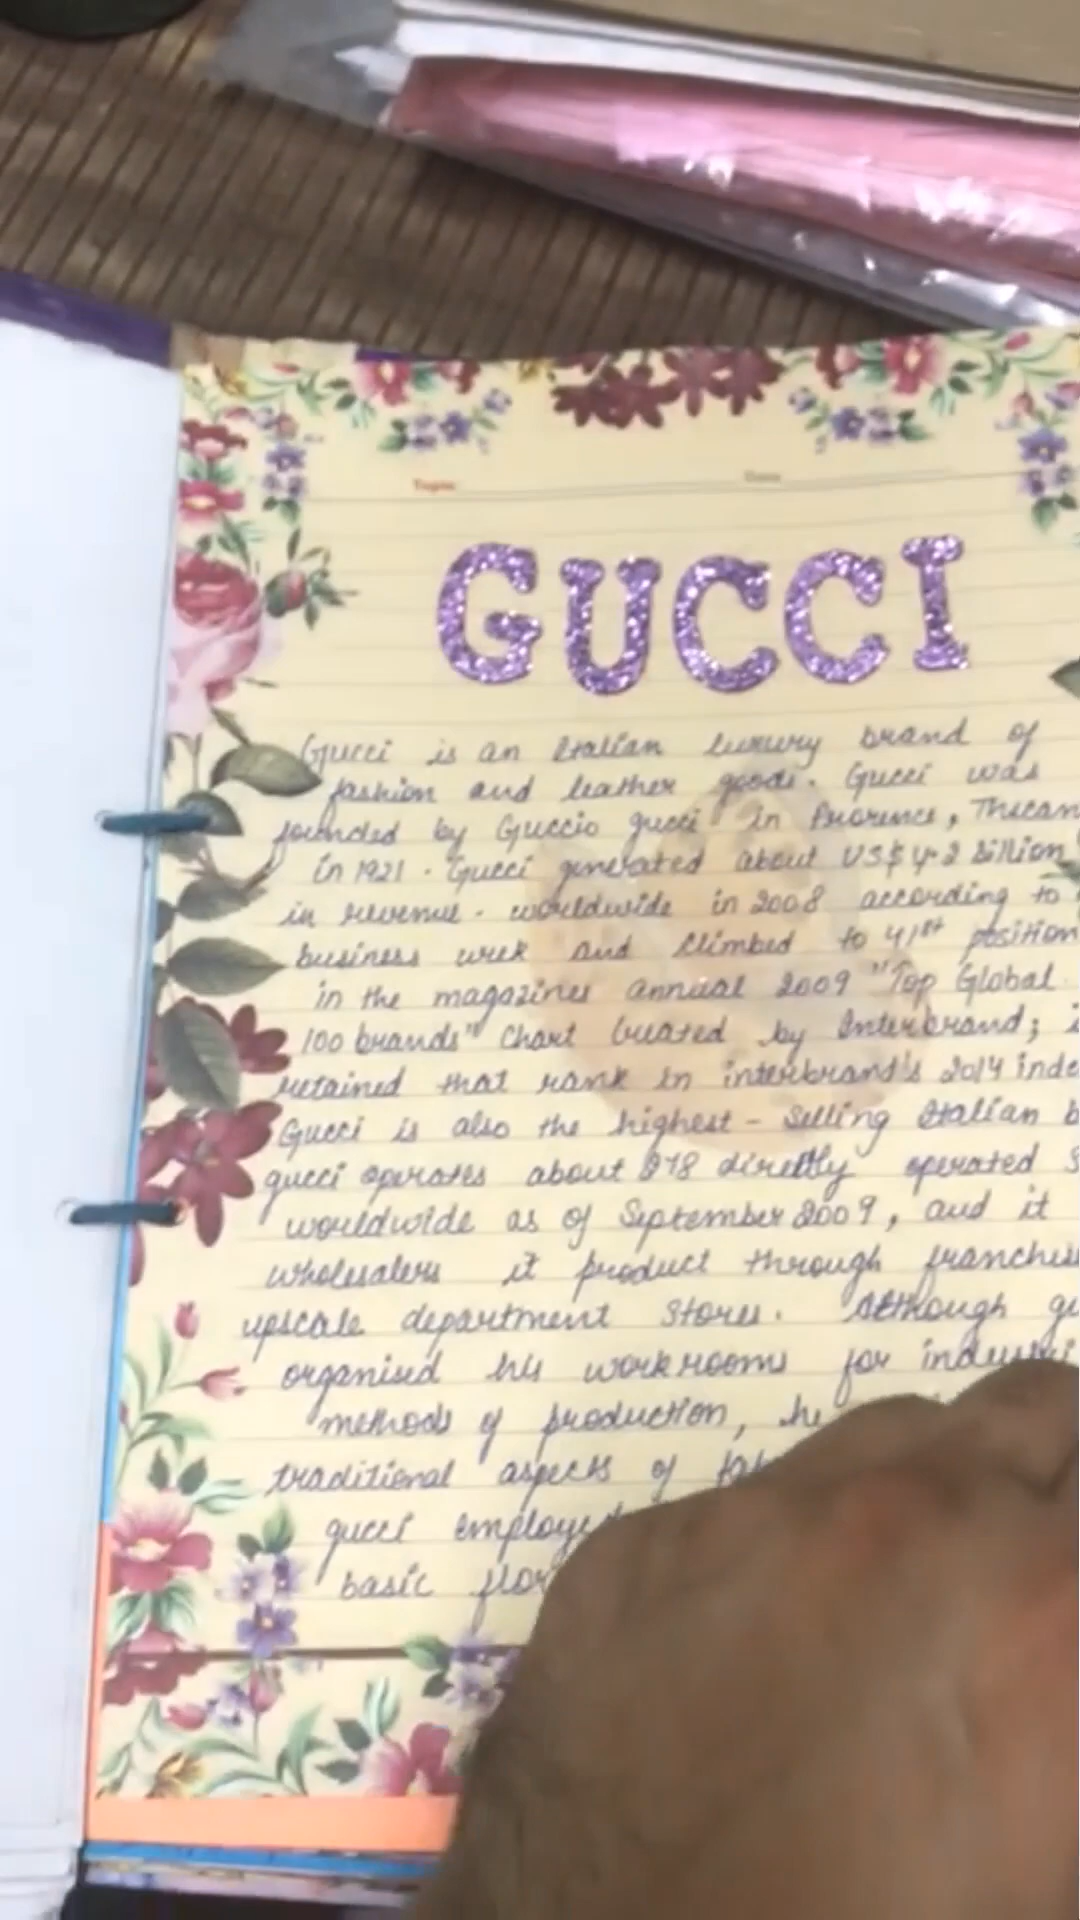 Topic Date
GUCCI
Gucci is an Italian luxury brand of
fashion and leather goods. Gucci was
founded by Guccio gucci in
in 1921. Gucci generated about US$ 4.2 billion
in revenue. worldwide in 2008 according to
business week and climbed to 41st position
in the magazines annual 2009 "Top Global
100 brands" Chart Created by Interbrand;
retained that rank in interbrand's 2014
Gucci is also the highest - Selling Italian
gucci operates about 278 directly operated
worldwide as of September 2009, and it
wholesalers it product through
upscale department Stores. Although
organised his workrooms for
methods of production, he
traditional aspects of
gucci
basic